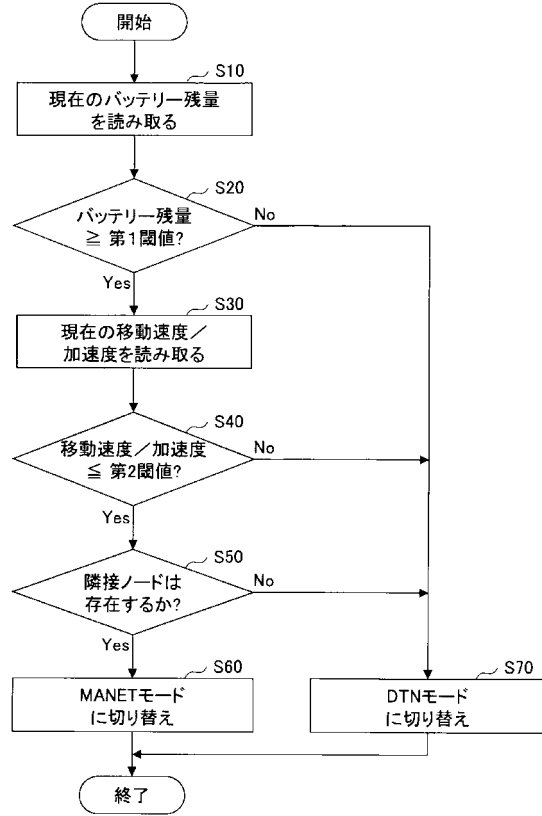 開始
S10
現在のバッテリー残量
を読み取る
S20
バッテリー残量
≧ 第1閾値?
No
Yes
S30
現在の移動速度/
加速度を読み取る
S40
移動速度/加速度
≦ 第2閾値?
No
Yes
S50
隣接ノードは
存在するか?
No
Yes
S60
MANETモード
に切り替え
S70
DTNモード
に切り替え
終了